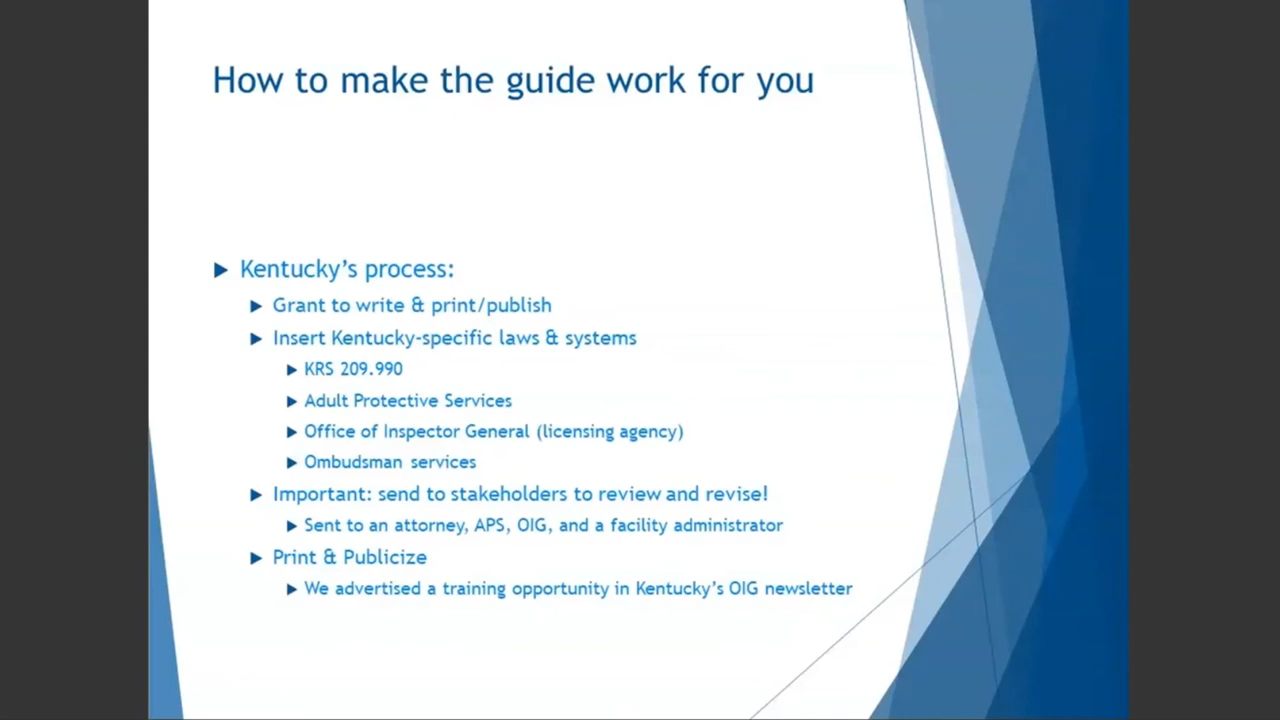 How to make the guide work for you
Kentucky's process:
Grant to write & print/publish
Insert Kentucky-specific laws & systems
KRS 209.990
Adult Protective Services
Office of Inspector General (licensing agency)
Ombudsman services
Important: send to stakeholders to review and revise!
Sent to an attorney, APS, OIG, and a facility administrator
Print & Publicize
We advertised a training opportunity in Kentucky's OIG newsletter